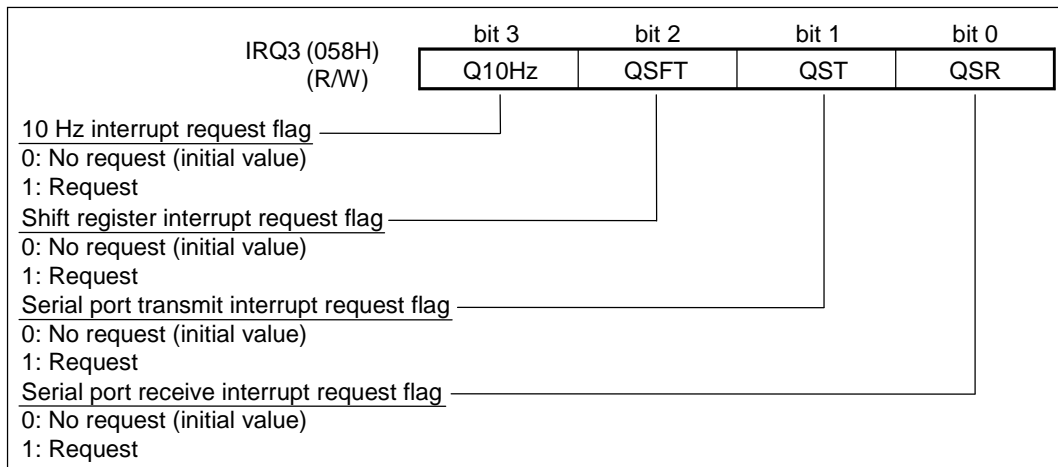 bit 3 bit 2 bit 1 bit 0
IRQ3 (058H)
(R/W)
Q10Hz QSFT QST QSR
10 Hz interrupt request flag
0: No request (initial value)
1: Request
Shift register interrupt request flag
0: No request (initial value)
1: Request
Serial port transmit interrupt request flag
0: No request (initial value)
1: Request
Serial port receive interrupt request flag
0: No request (initial value)
1: Request